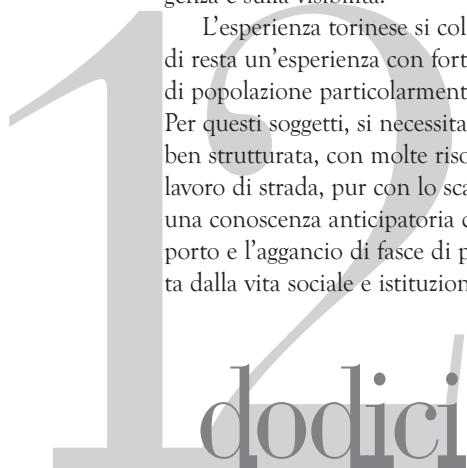 genza e sulla visibilità.
L'esperienza torinese si col
di resta un'esperienza con fort
di popolazione particolarment
Per questi soggetti, si necessita
ben strutturata, con molte riso
lavoro di strada, pur con lo sca
una conoscenza anticipatoria
porto e l'aggancio di fasce di p
ta dalla vita sociale e istituzion
12
dodici